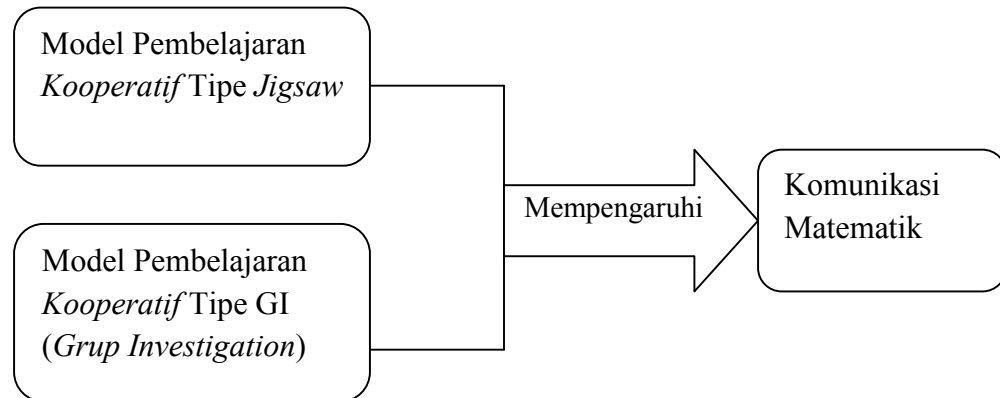 Model Pembelajaran
Kooperatif Tipe Jigsaw
Model Pembelajaran
Kooperatif Tipe GI
(Grup Investigation)
Mempengaruhi
Komunikasi
Matematik